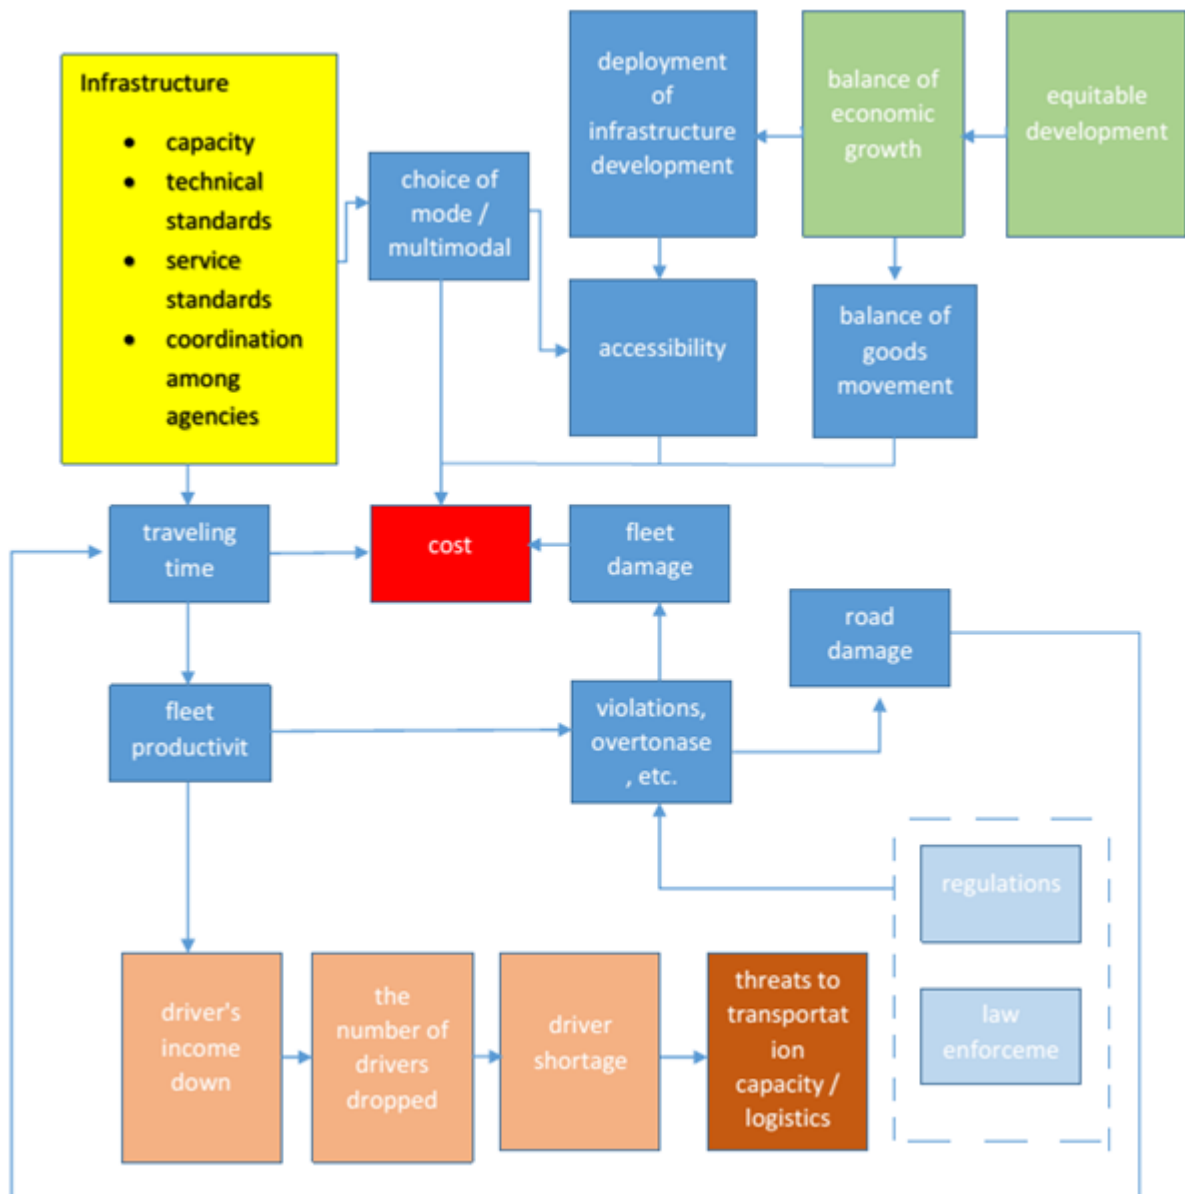 Infrastructure
• capacity
• technical
standards
• service
standards
• coordination
among
agencies
choice of
mode /
multimodal
deployment
of
infrastructure
development
balance of
economic
growth
equitable
development
accessibility
balance of
goods
movement
traveling
time
cost
fleet
damage
road
damage
fleet
productivit
violations,
overtonase
, etc.
regulations
law
enforceme
driver's
income
down
the
number of
drivers
dropped
driver
shortage
threats to
transportat
ion
capacity /
logistics